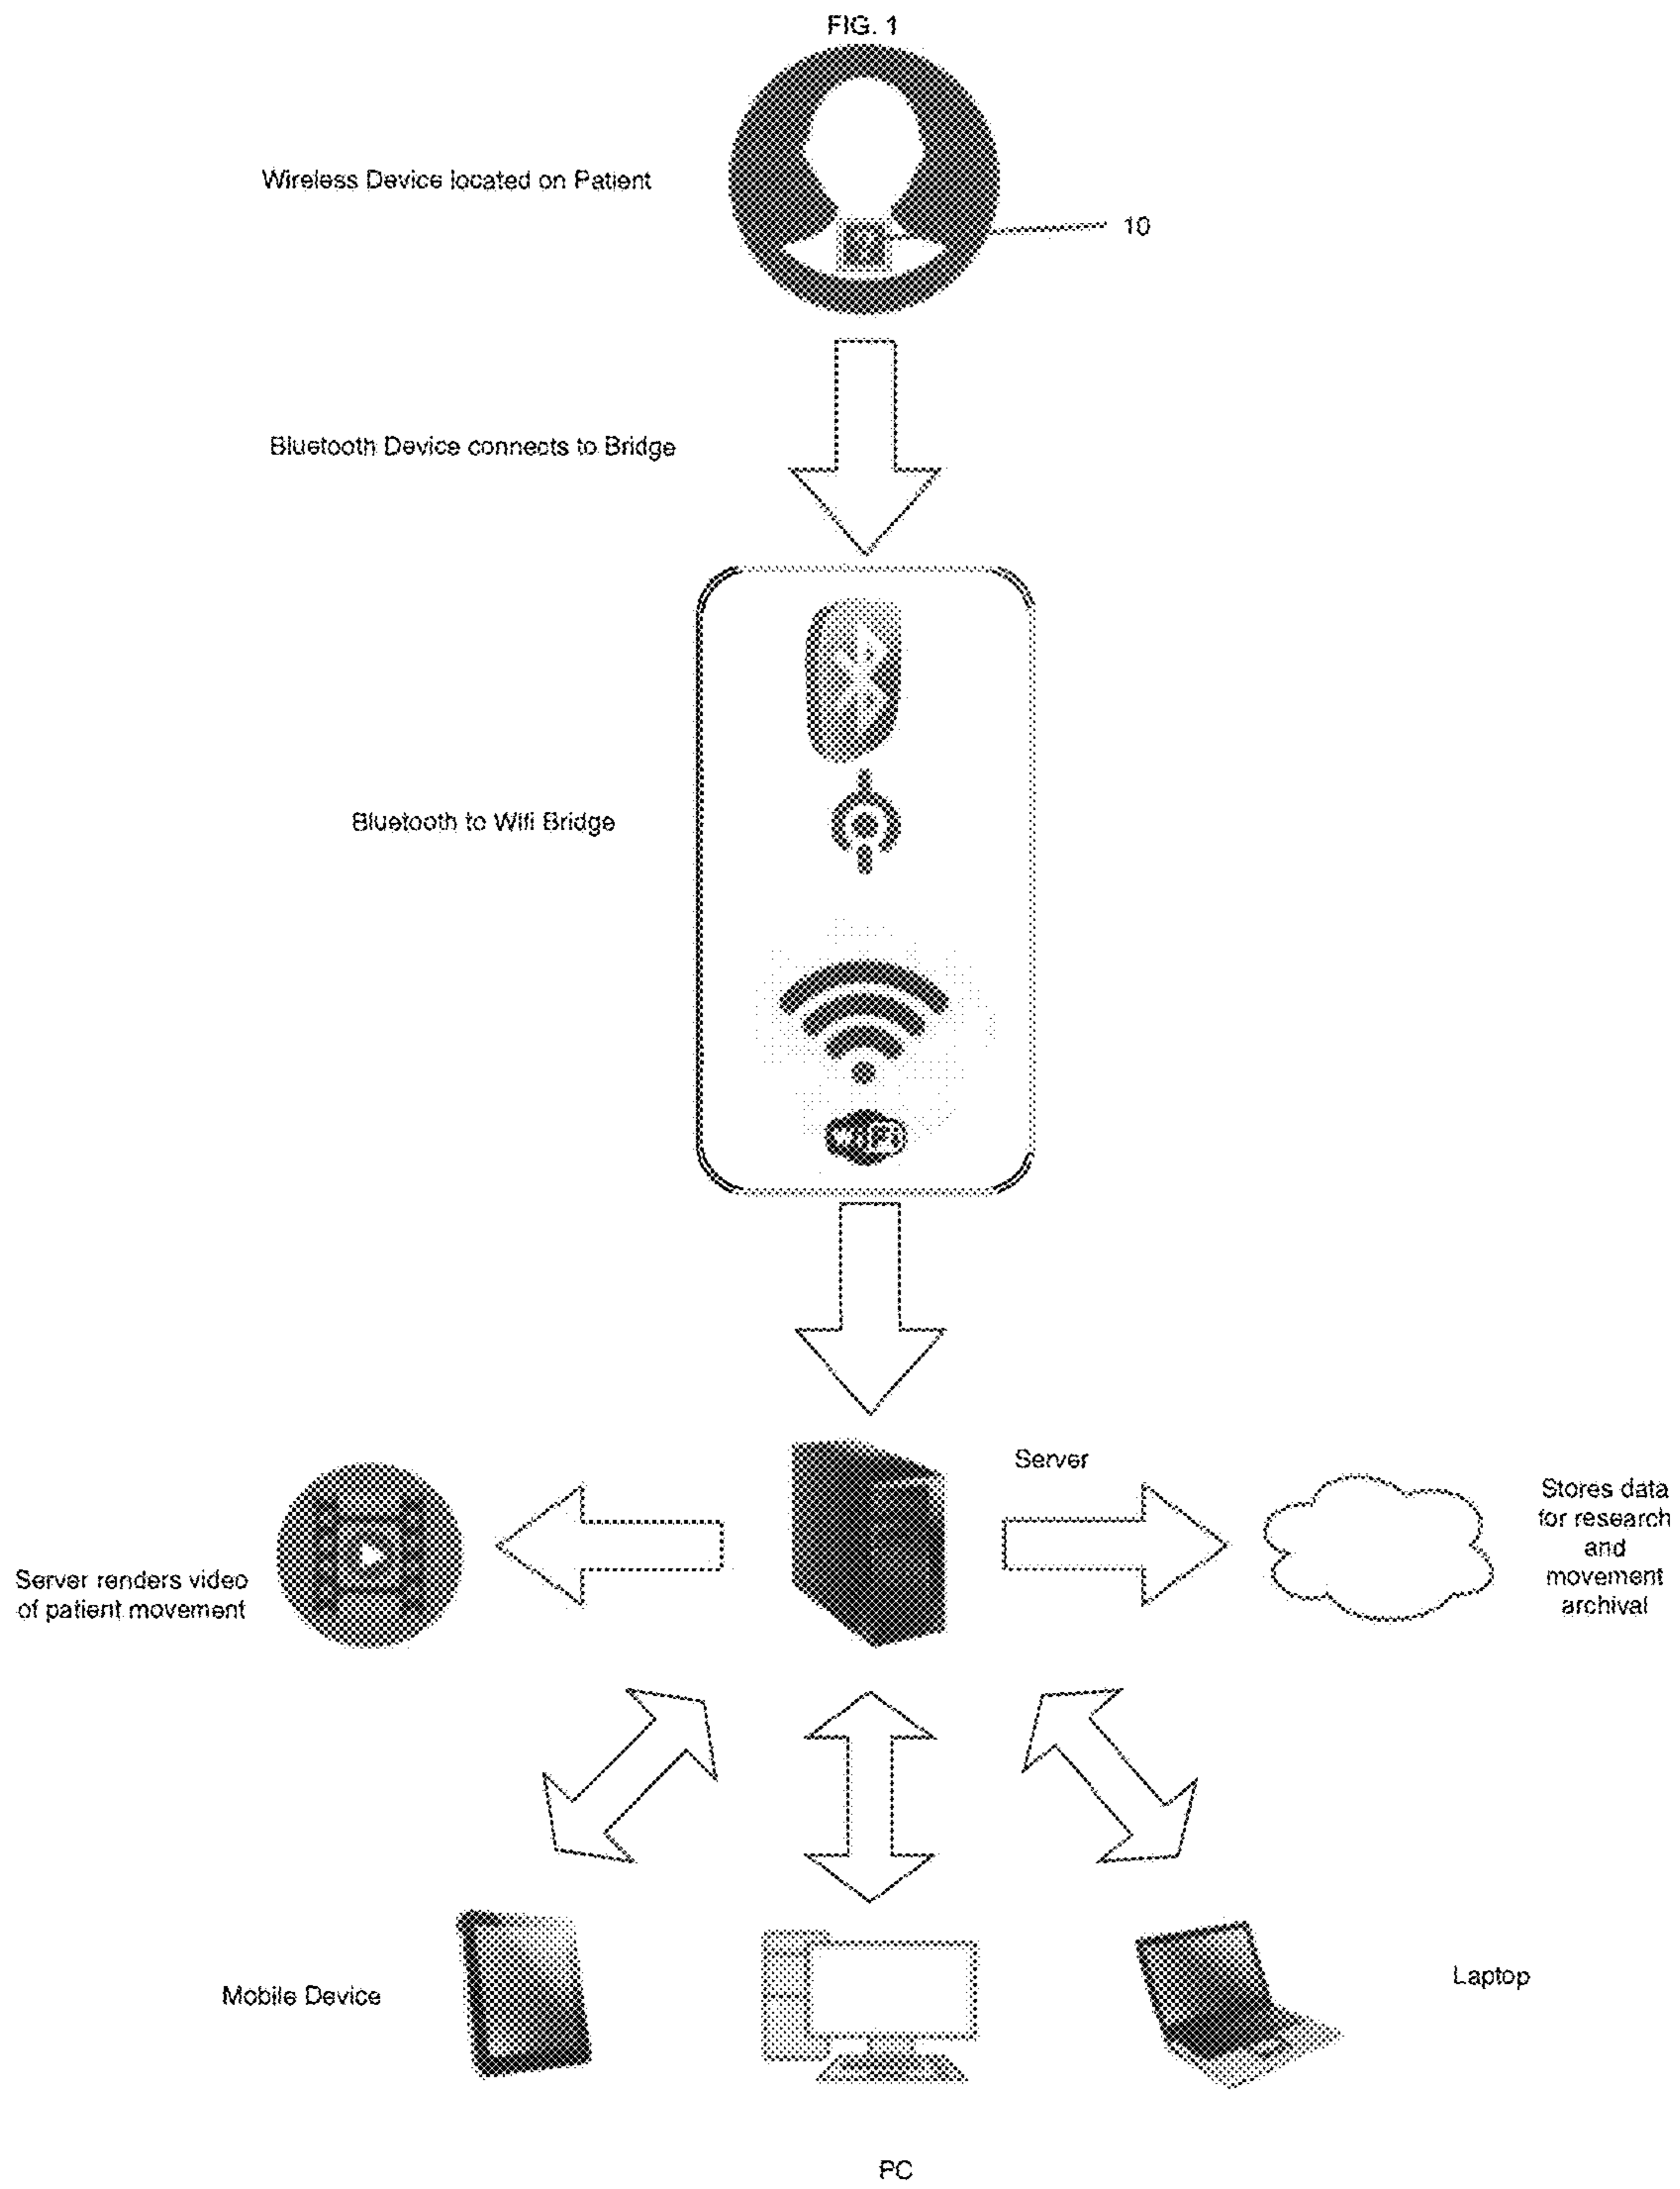 FIG. 1
Wireless Device located on Patient
10
Bluetooth Device connects to Bridge
Bluetooth to Wifi Bridge
WiFi
Server
Stores data
for research
and
movement
archival
Server renders video
of patient movement
Mobile Device
Laptop
PC